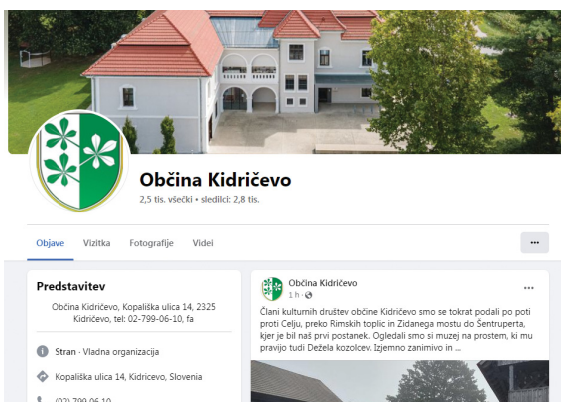 Občina Kidričevo
2,5 tis. všečki • sledilci: 2,8 tis.
Objave Vizitka Fotografije Videi
Predstavitev
Občina Kidričevo, Kopališka ulica 14, 2325
Kidričevo, tel: 02-799-06-10, fa
Stran · Vladna organizacija
Kopališka ulica 14, Kidricevo, Slovenia
(02) 799 06 10
Občina Kidričevo
1 h ·
Člani kulturnih društev občine Kidričevo smo se tokrat podali po poti
proti Celju, preko Rimskih toplic in Zidanega mostu do Šentruperta,
kjer je bil naš prvi postanek. Ogledali smo si muzej na prostem, ki mu
pravijo tudi Dežela kozolcev. Izjemno zanimivo in ...